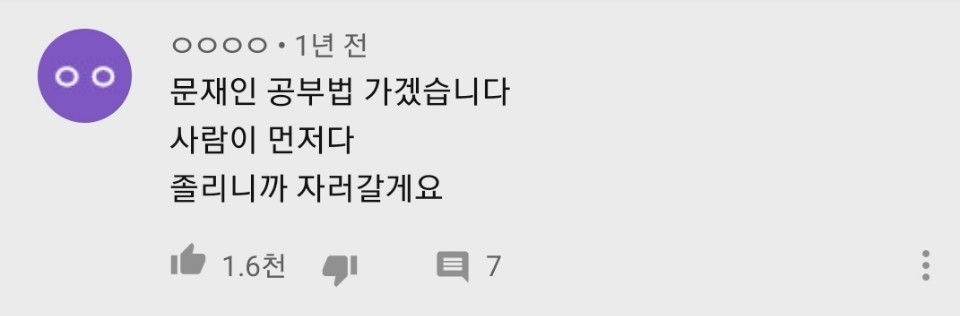 ㅇㅇㅇㅇ • 1년 전
ㅇㅇ
문재인 공부법 가겠습니다
사람이 먼저다
졸리니까 자러갈게요
1.6천 7